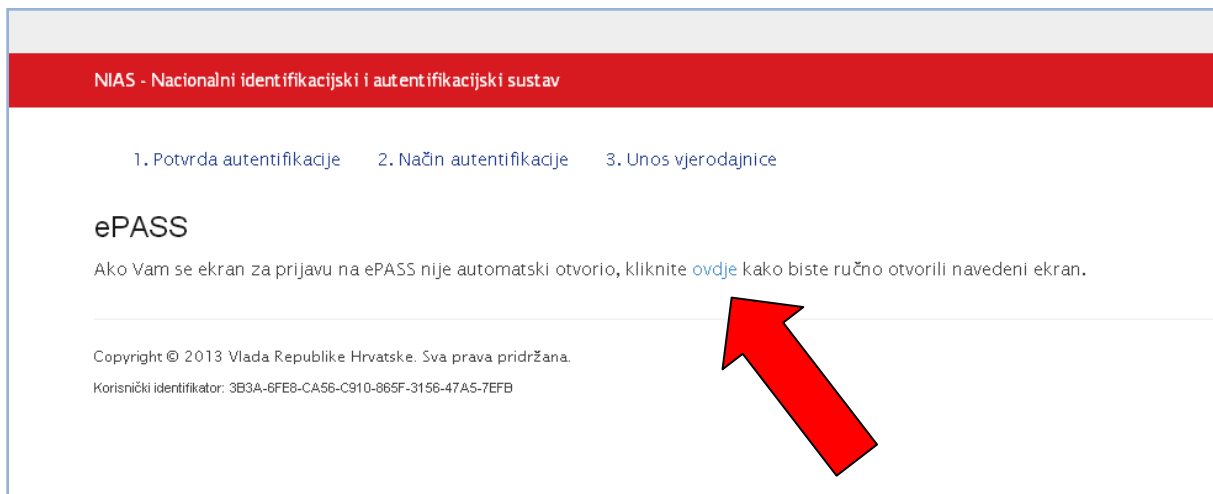 NIAS - Nacionalni identifikacijski i autentifikacijski sustav
1. Potvrda autentifikacije 2. Način autentifikacije 3. Unos vjerodajnice
ePASS
Ako Vam se ekran za prijavu na ePASS nije automatski otvorio, kliknite ovdje kako biste ručno otvorili navedeni ekran.
Copyright © 2013 Vlada Republike Hrvatske. Sva prava pridržana.
Korisnički identifikator: 3B3A-6FE8-CA56-C910-865F-3156-47A5-7EFB